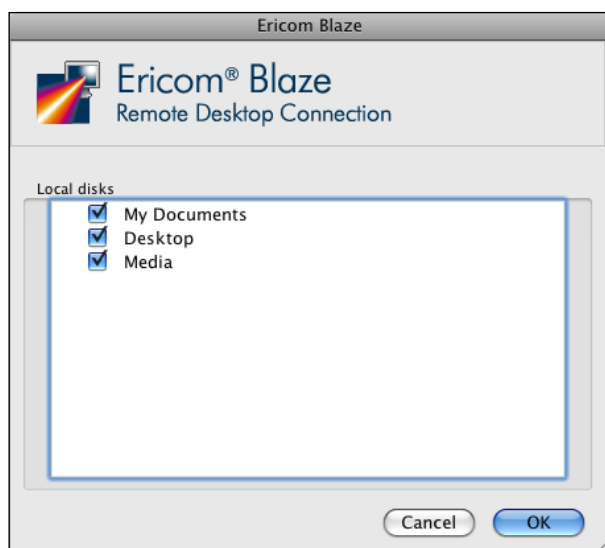 Ericom Blaze
Ericom® Blaze
Remote Desktop Connection
Local disks
My Documents
Desktop
Media
Cancel
OK